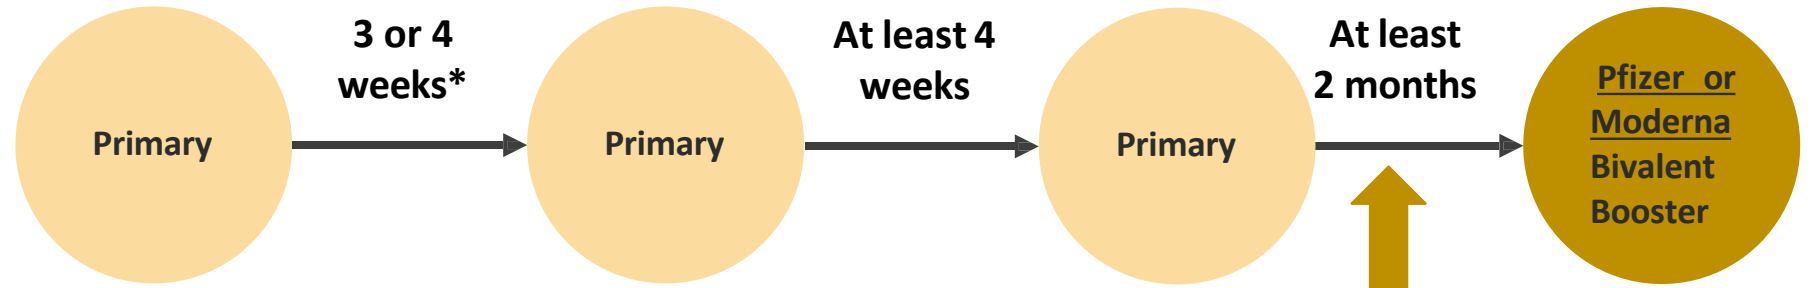 Primary
3 or 4
weeks*
Primary
At least 4
weeks
Primary
At least
2 months
Pfizer or
Moderna
Bivalent
Booster